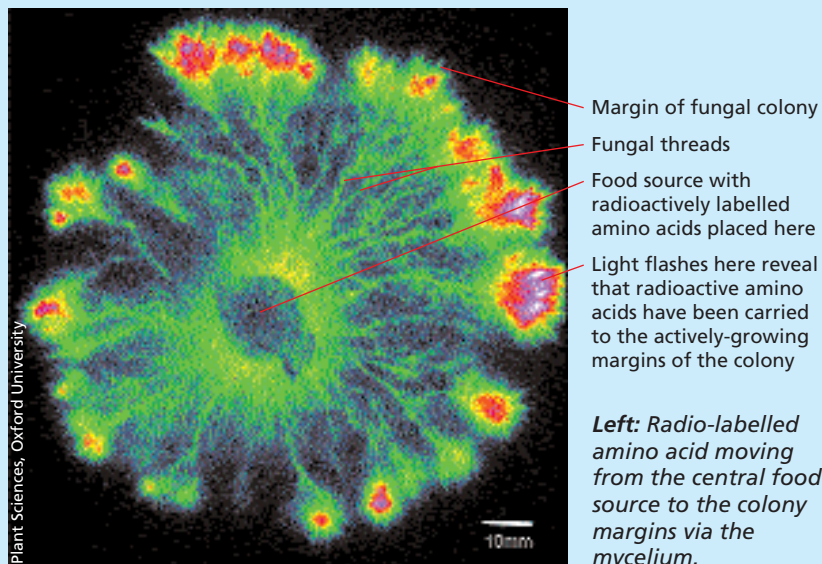 Margin of fungal colony
Fungal threads
Food source with
radioactively labelled
amino acids placed here
Light flashes here reveal
that radioactive amino
acids have been carried
to the actively-growing
margins of the colony
Left: Radio-labelled
amino acid moving
from the central food
source to the colony
margins via the
mycelium.
10mm
Plant Sciences, Oxford University